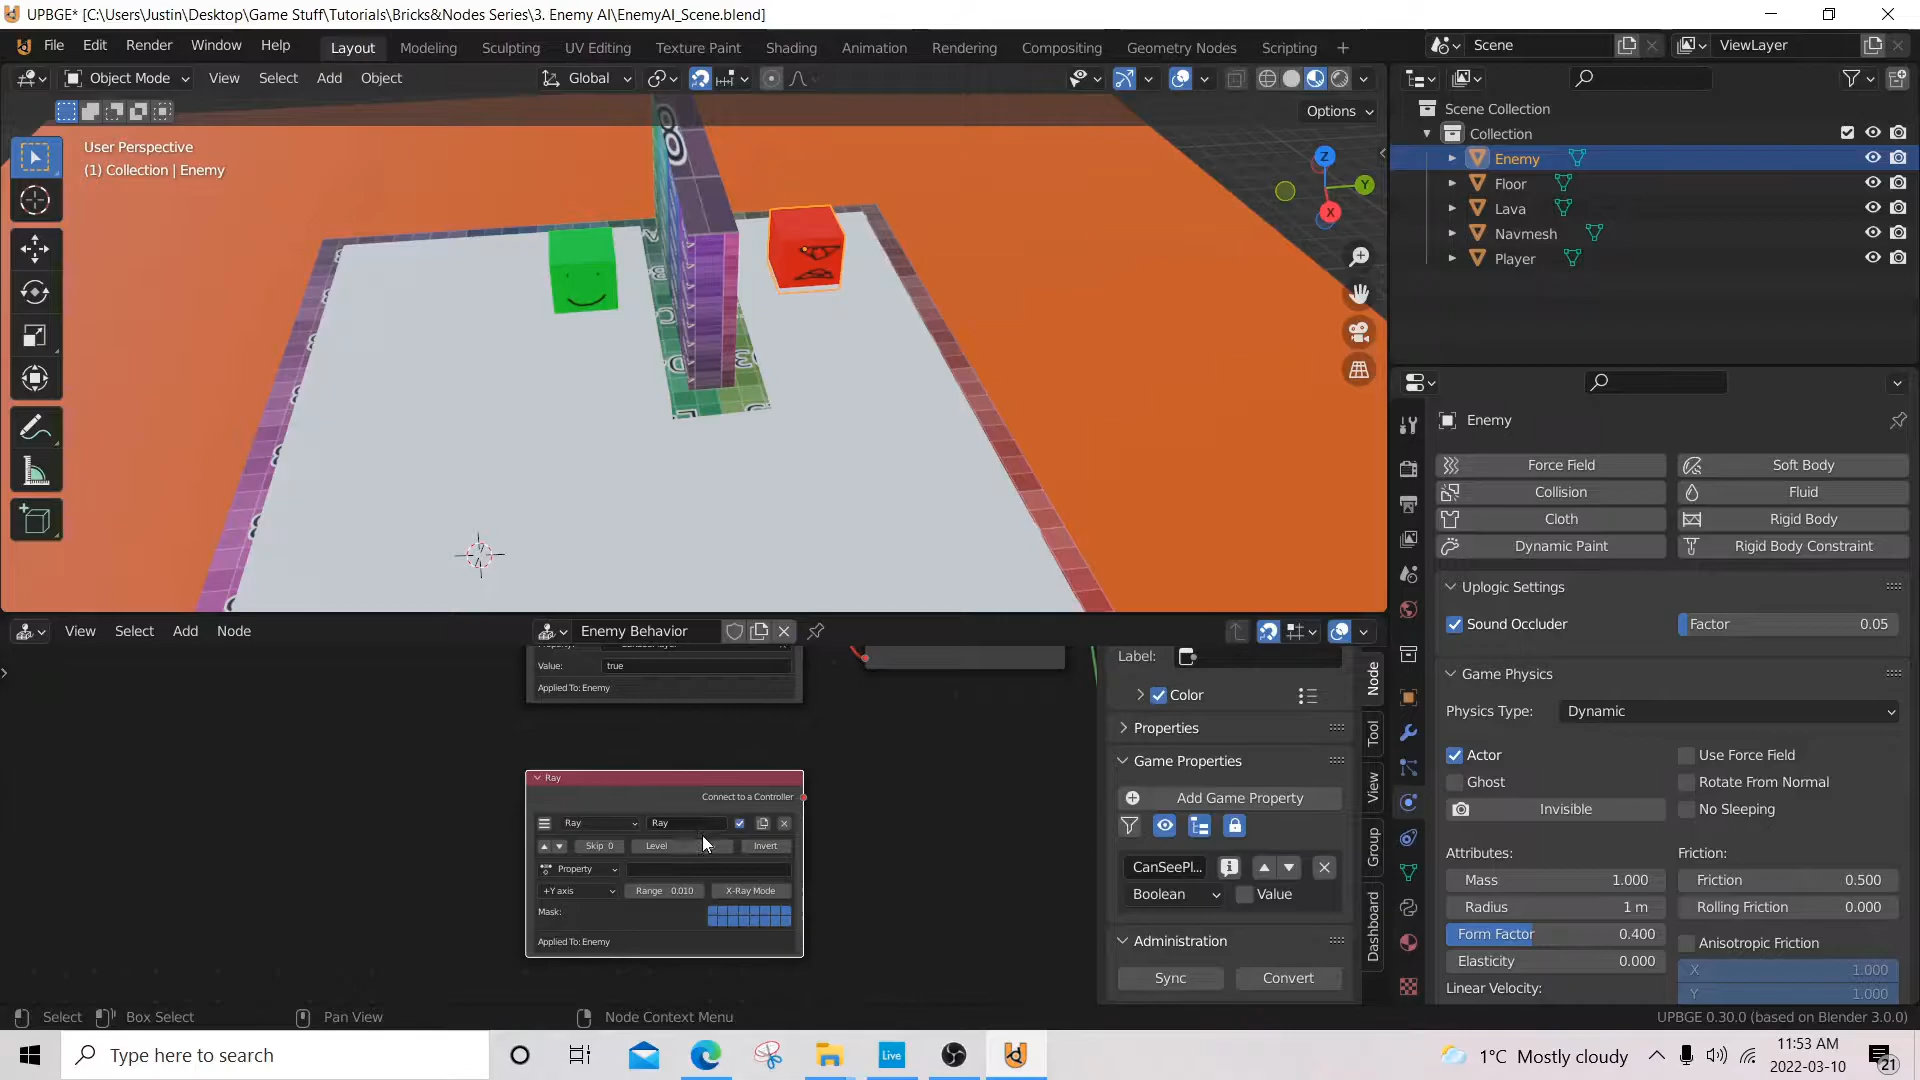 UPBGE* [C:\Users\Justin\Desktop\Game Stuff\Tutorials\Bricks&Nodes Series\3. Enemy AI\EnemyAI_Scene.blend]
File Edit Render Window Help Layout Modeling Sculpting UV Editing Texture Paint Shading Animation Rendering Compositing Geometry Nodes Scripting Scene ViewLayer
Object Mode View Select Add Object Global
Options
User Perspective
(1) Collection | Enemy
Z
Y
X
Scene Collection
Collection
Enemy
Floor
Lava
Navmesh
Player
Enemy
Force Field Soft Body
Collision Fluid
Cloth Rigid Body
Dynamic Paint Rigid Body Constraint
Uplogic Settings
Sound Occluder Factor 0.05
Game Physics
Physics Type: Dynamic
Actor Use Force Field
Ghost Rotate From Normal
Invisible No Sleeping
Attributes: Friction:
Mass 1.000 Friction 0.500
Radius 1 m Rolling Friction 0.000
Form Factor 0.400 Anisotropic Friction
Elasticity 0.000 X 1.000
Linear Velocity: Y 1.000
View Select Add Node Enemy Behavior
Value: true
Applied To: Enemy
Ray
Connect to a Controller
Ray Ray
Skip 0 Level Invert
Property
+Y axis Range 0.010 X-Ray Mode
Mask:
Applied To: Enemy
Label:
Color
Properties
Game Properties
Add Game Property
CanSeePl...
Boolean Value
Administration
Sync Convert
Node
Tool
View
Group
Dashboard
Select Box Select Pan View Node Context Menu UPBGE 0.30.0 (based on Blender 3.0.0)
Type here to search Live 1°C Mostly cloudy 11:53 AM
2022-03-10 21